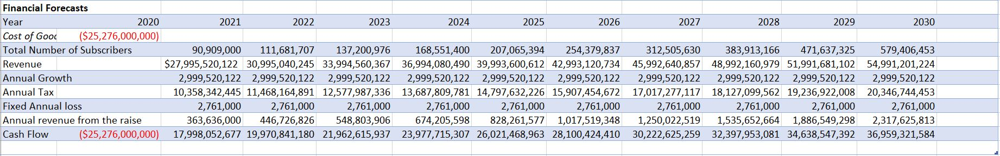 Financial Forecasts
Year 2020 2021 2022 2023 2024 2025 2026 2027 2028 2029 2030
Cost of Good ($25,276,000,000)
Total Number of Subscribers 90,909,000 111,681,707 137,200,976 168,551,400 207,065,394 254,379,837 312,505,630 383,913,166 471,637,325 579,406,453
Revenue $27,995,520,122 30,995,040,245 33,994,560,367 36,994,080,490 39,993,600,612 42,993,120,734 45,992,640,857 48,992,160,979 51,991,681,102 54,991,201,224
Annual Growth 2,999,520,122 2,999,520,122 2,999,520,122 2,999,520,122 2,999,520,122 2,999,520,122 2,999,520,122 2,999,520,122 2,999,520,122 2,999,520,122
Annual Tax 10,358,342,445 11,468,164,891 12,577,987,336 13,687,809,781 14,797,632,226 15,907,454,672 17,017,277,117 18,127,099,562 19,236,922,008 20,346,744,453
Fixed Annual loss 2,761,000 2,761,000 2,761,000 2,761,000 2,761,000 2,761,000 2,761,000 2,761,000 2,761,000 2,761,000
Annual revenue from the raise 363,636,000 446,726,826 548,803,906 674,205,598 828,261,577 1,017,519,348 1,250,022,519 1,535,652,664 1,886,549,298 2,317,625,813
Cash Flow ($25,276,000,000) 17,998,052,677 19,970,841,180 21,962,615,937 23,977,715,307 26,021,468,963 28,100,424,410 30,222,625,259 32,397,953,081 34,638,547,392 36,959,321,584